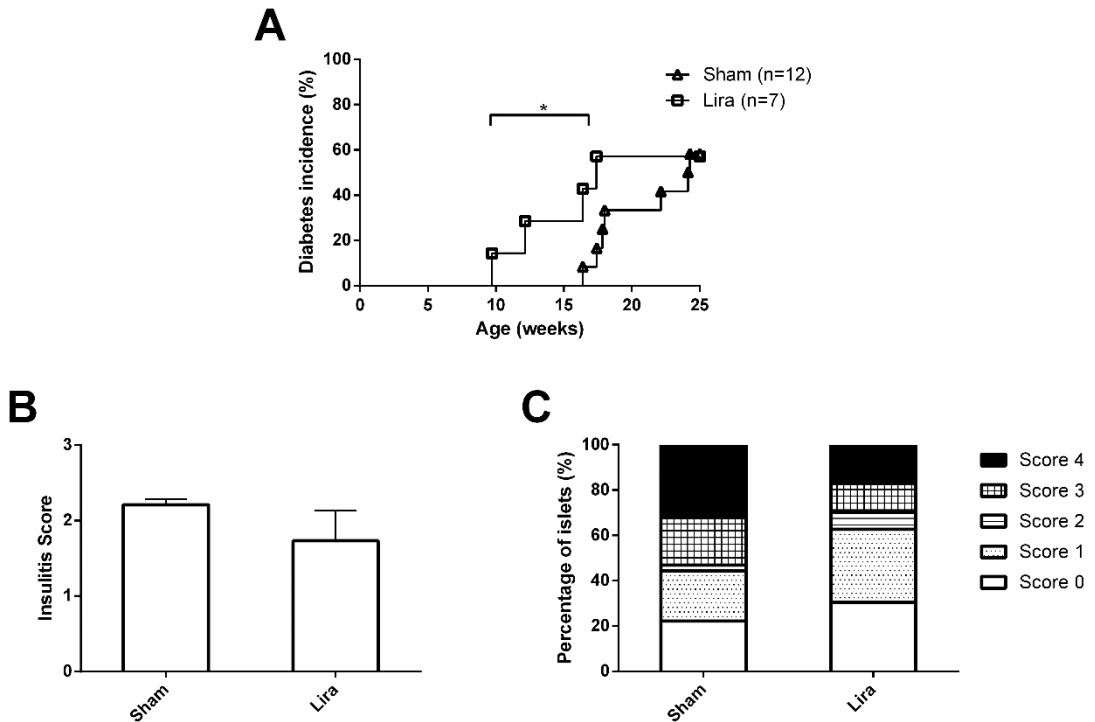 A
Diabetes incidence (%)
100
80
60
40
20
0
*
Sham (n=12)
Lira (n=7)
0 5 10 15 20 25
Age (weeks)
B
Insulitis Score
3
2
1
0
Sham Lira
C
Percentage of islets (%)
100
80
60
40
20
0
Sham Lira
Score 4
Score 3
Score 2
Score 1
Score 0